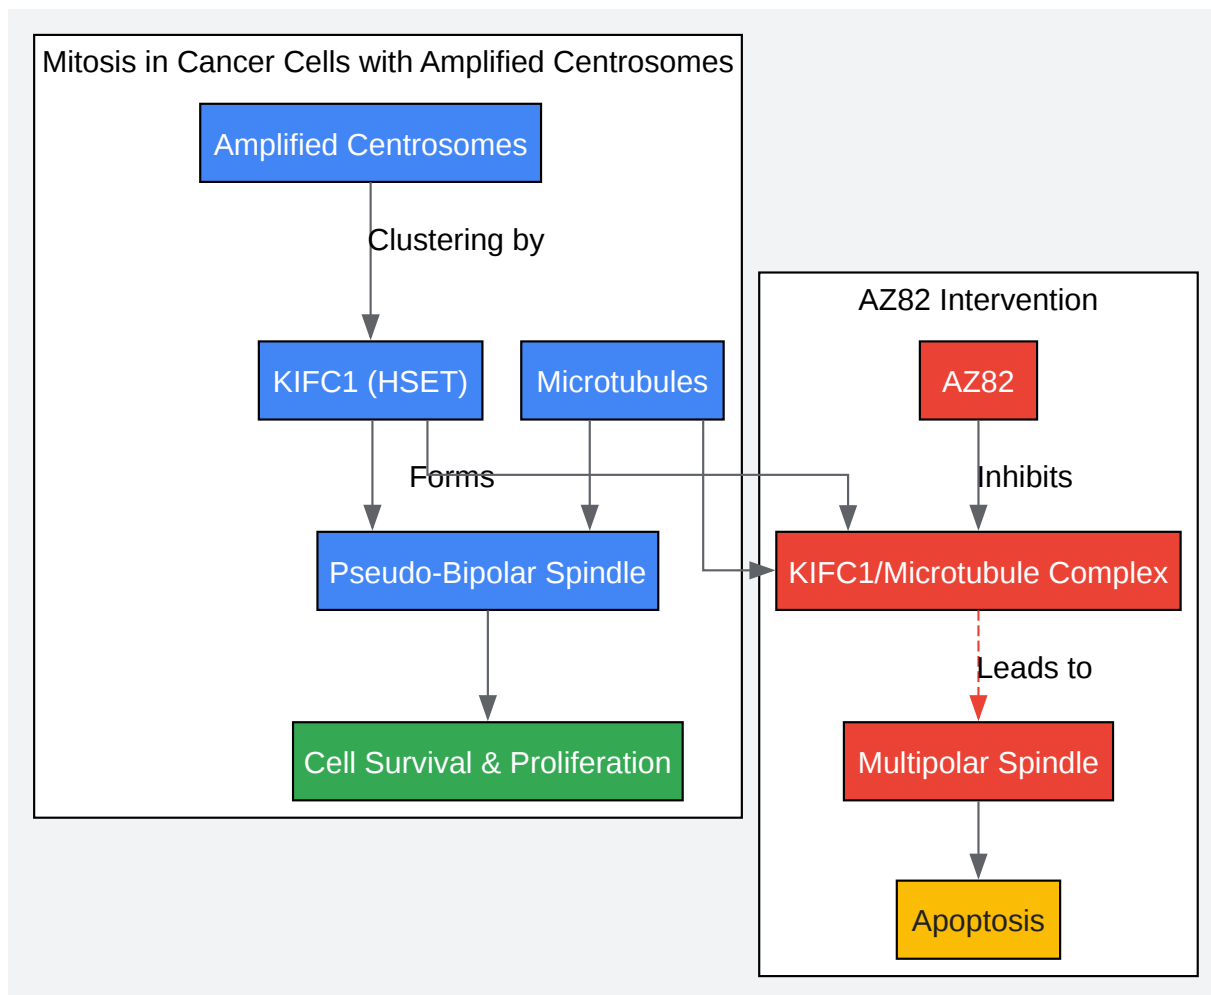 Mitosis in Cancer Cells with Amplified Centrosomes
Amplified Centrosomes
Clustering by
KIFC1 (HSET)
Microtubules
Forms
Pseudo-Bipolar Spindle
Cell Survival & Proliferation
AZ82 Intervention
AZ82
Inhibits
KIFC1/Microtubule Complex
Leads to
Multipolar Spindle
Apoptosis